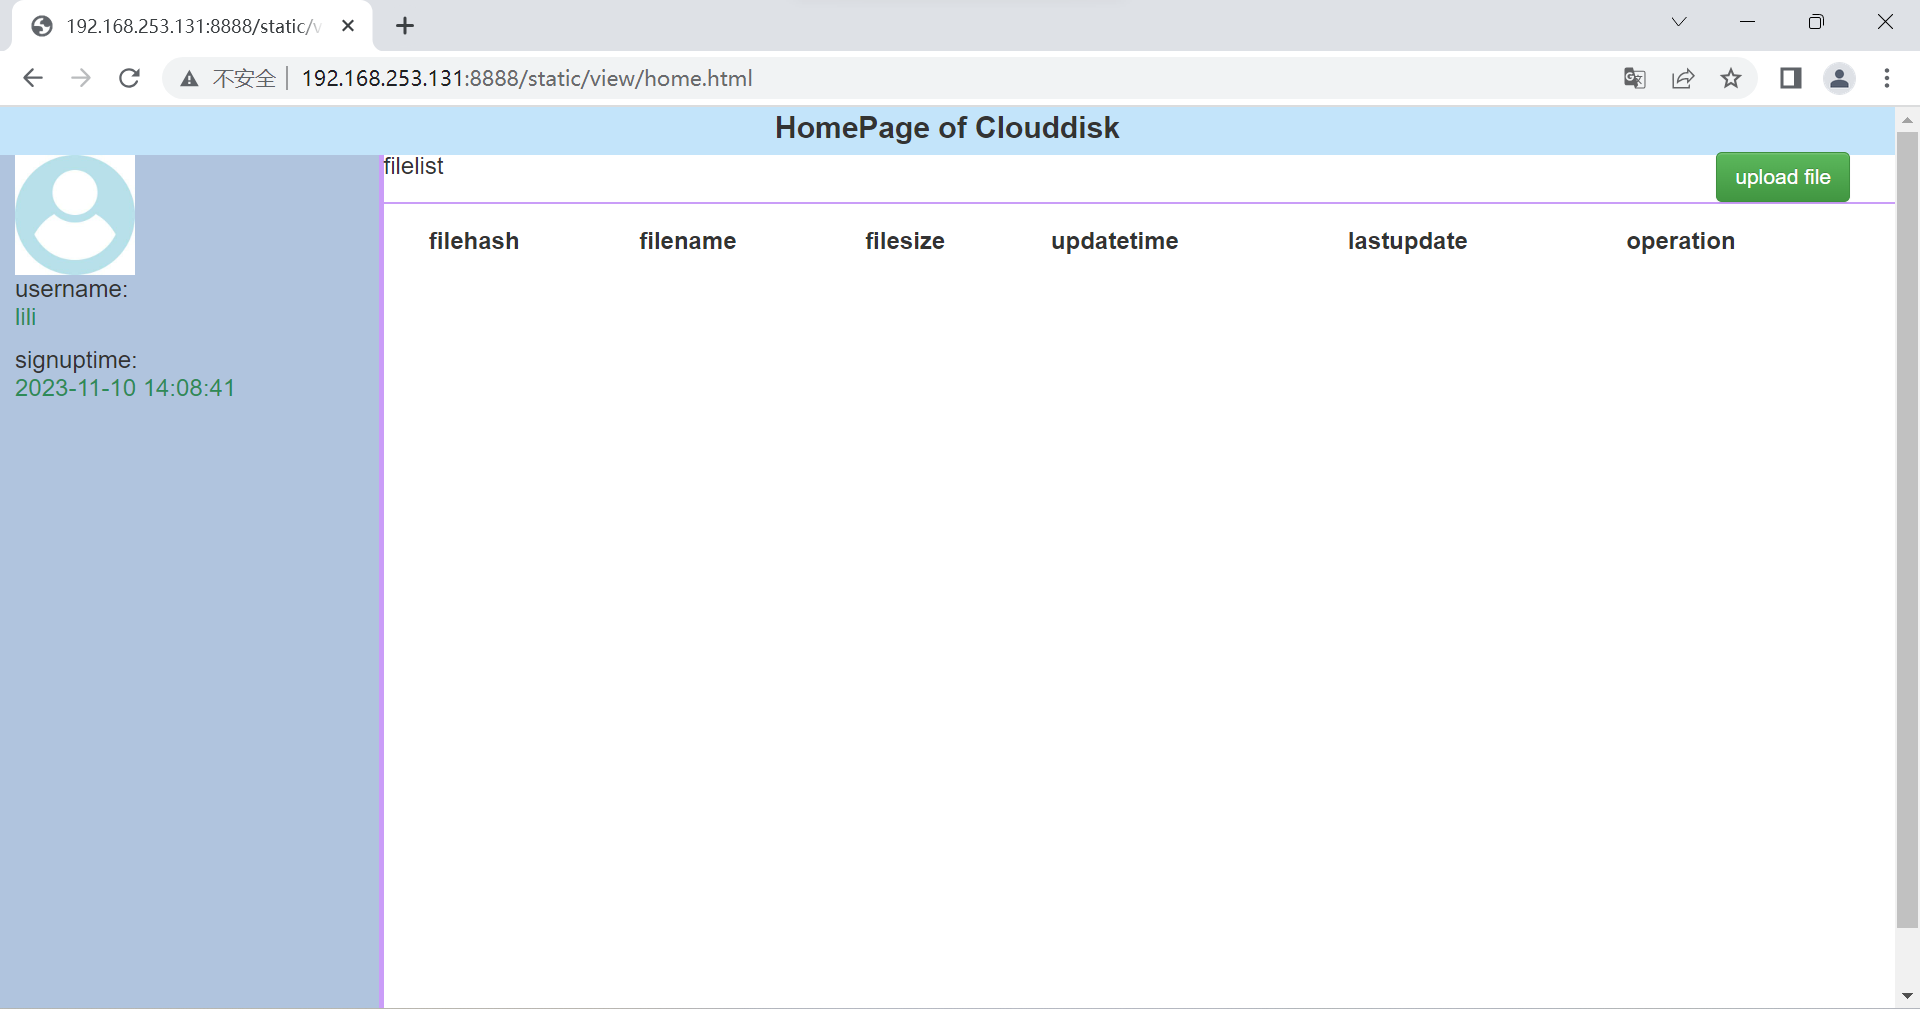 192.168.253.131:8888/static/v
不安全 192.168.253.131:8888/static/view/home.html
HomePage of Clouddisk
filelist
upload file
filehash filename filesize updatetime lastupdate operation
username:
lili
signuptime:
2023-11-10 14:08:41